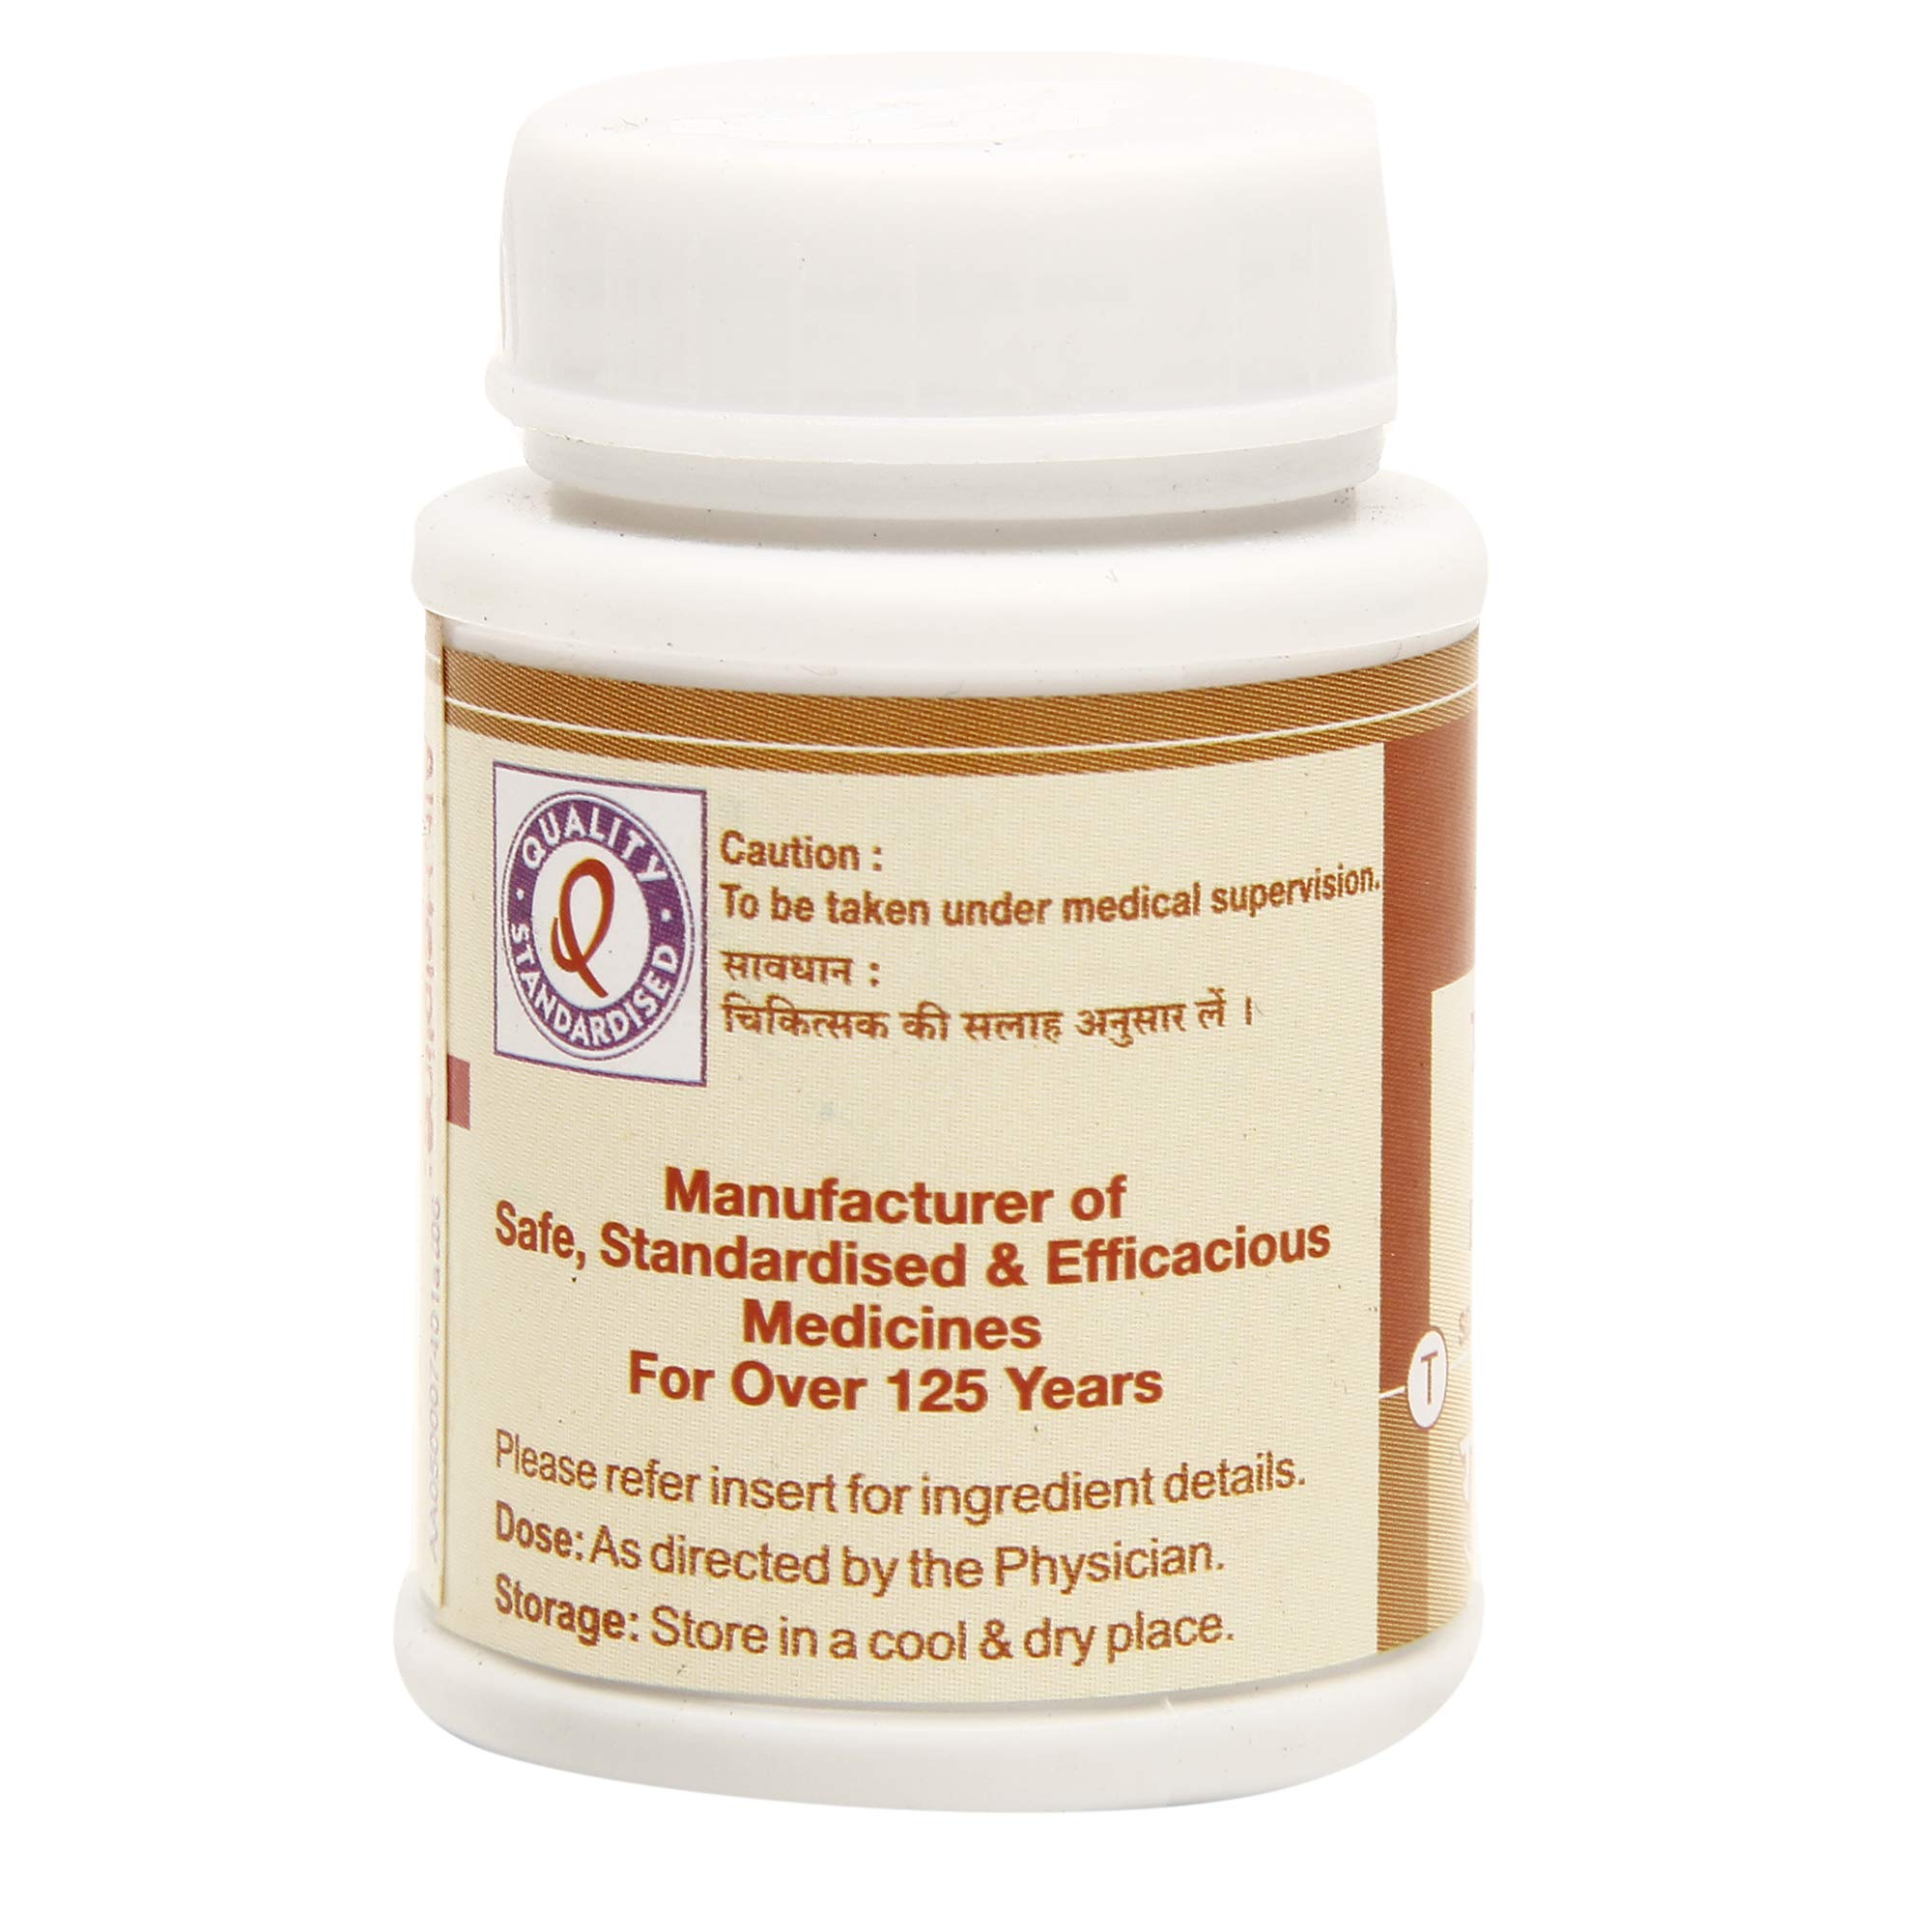 QUALITY
STANDARDISED
Caution :
To be taken under medical supervision.
सावधान :
चिकित्सक की सलाह अनुसार लें ।
Manufacturer of
Safe, Standardised & Efficacious
Medicines
For Over 125 Years
Please refer insert for ingredient details.
Dose: As directed by the Physician.
Storage: Store in a cool & dry place.
T